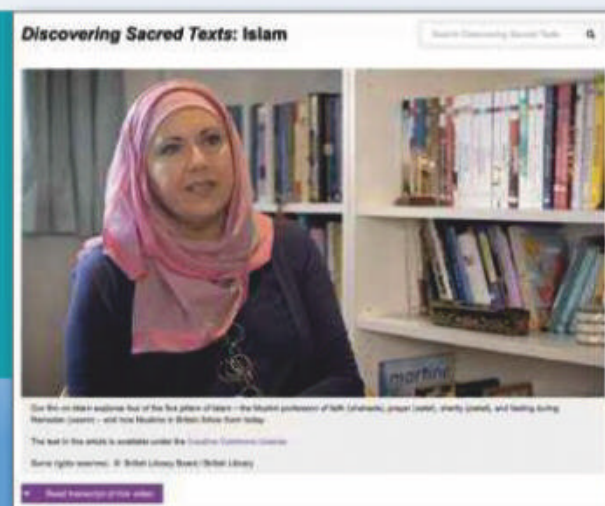 Discovering Sacred Texts: Islam
Search Discovering Sacred Texts
martine
Our film on Islam explores four of the five pillars of Islam – the Muslim profession of faith (shahada), prayer (salat), charity (zakat), and fasting during
Ramadan (sawm) – and how Muslims in Britain follow them today.
The text in this article is available under the Creative Commons License.
Some rights reserved. © British Library Board / British Library
Read transcript of this video